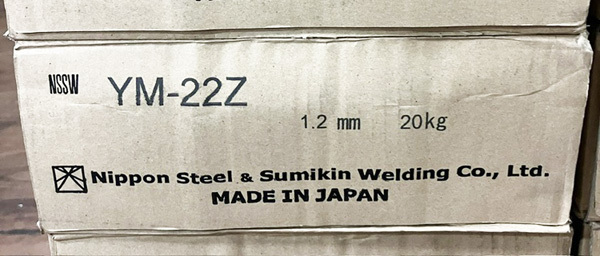 NSSW YM-22Z
1.2 mm 20kg
Nippon Steel & Sumikin Welding Co., Ltd.
MADE IN JAPAN